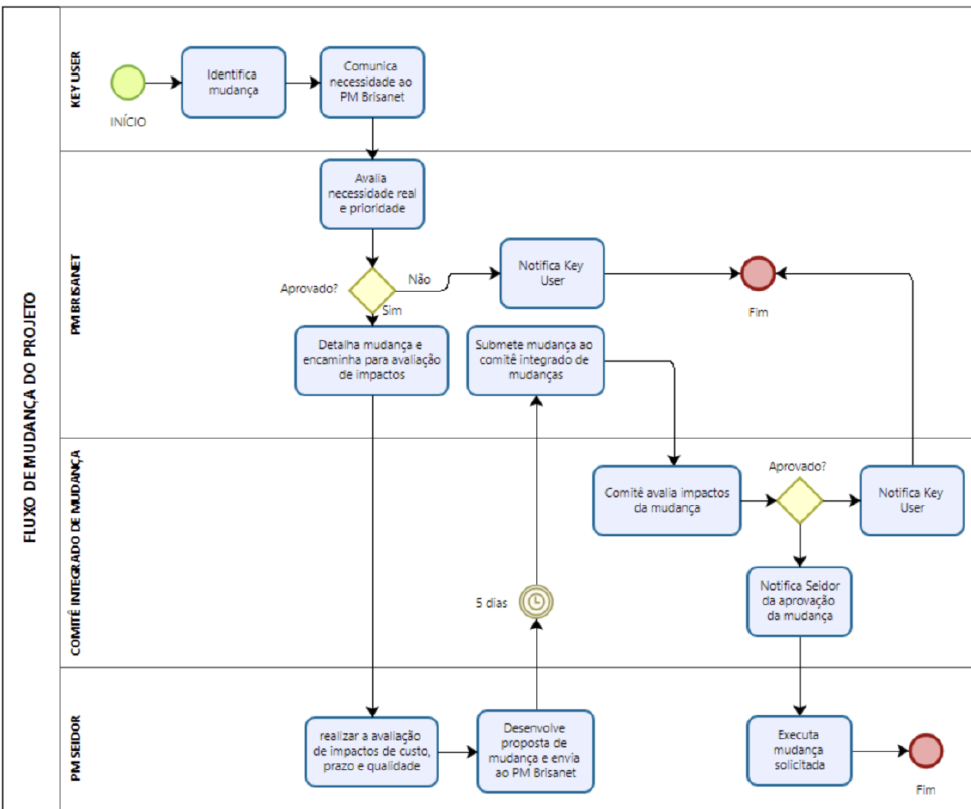 FLUXO DE MUDANÇA DO PROJETO
KEY USER
INÍCIO
Identifica
mudança
Comunica
necessidade ao
PM Brisanet
PM BRISANET
Avalia
necessidade real
e prioridade
Aprovado?
Não
Sim
Notifica Key
User
Fim
Detalha mudança e
encaminha para avaliação
de impactos
Submete mudança ao
comitê integrado de
mudanças
COMITÊ INTEGRADO DE MUDANÇA
Comitê avalia impactos
da mudança
Aprovado?
Notifica Key
User
5 dias
Notifica Seidor
da aprovação
da mudança
PM SEIDOR
realizar a avaliação
de impactos de custo,
prazo e qualidade
Desenvolve
proposta de
mudança e envia
ao PM Brisanet
Executa
mudança
solicitada
Fim